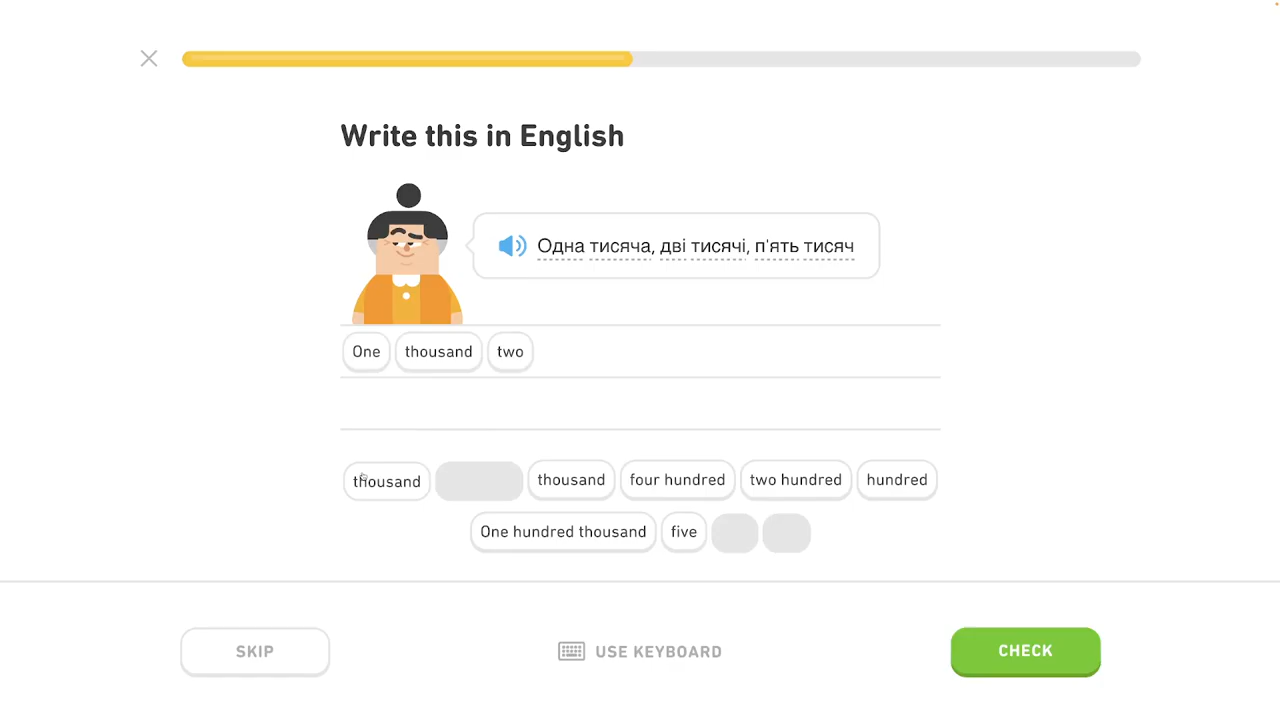 Write this in English
Одна тисяча, дві тисячі, п'ять тисяч
One thousand two
thousand thousand four hundred two hundred hundred
One hundred thousand five
SKIP USE KEYBOARD CHECK